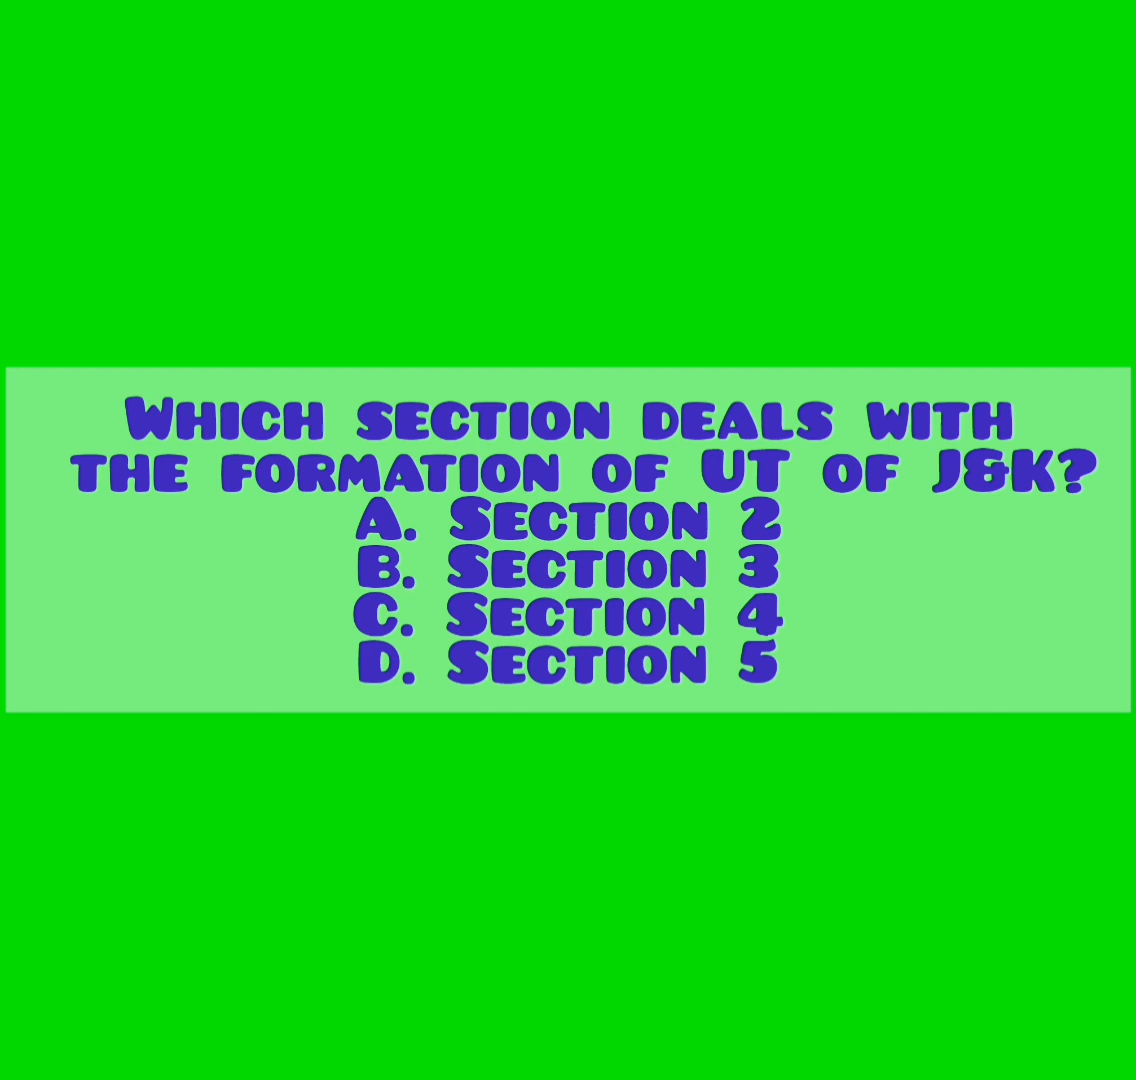 Which section deals with
the formation of UT of J&K?
A. Section 2
B. Section 3
C. Section 4
D. Section 5